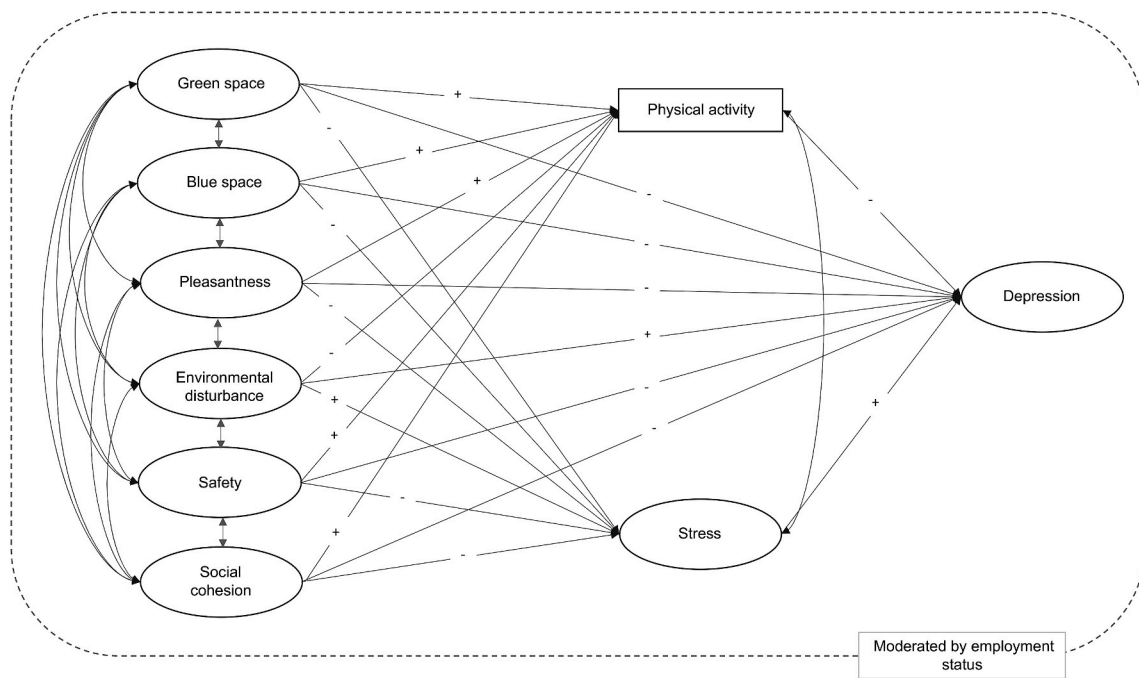 Green space
Blue space
Pleasantness
Environmental
disturbance
Safety
Social
cohesion
+
-
+
+
-
-
-
+
+
-
+
-
-
-
-
+
-
-
Physical activity
Stress
-
+
Depression
Moderated by employment
status